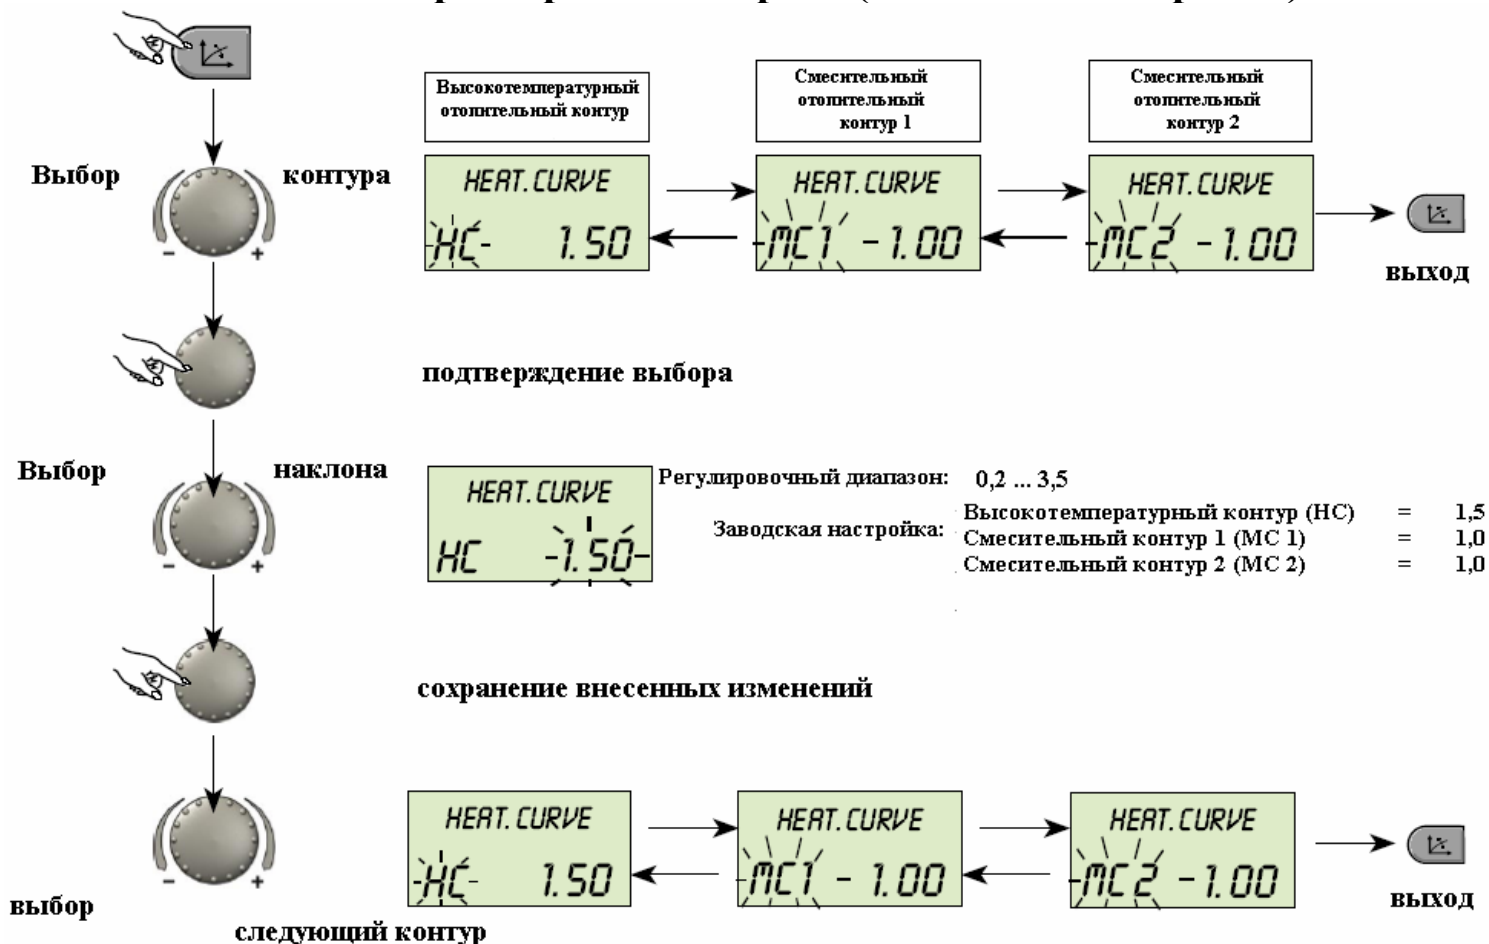 Высокотемпературный
отопительный контур
Смесительный
отопительный
контур 1
Смесительный
отопительный
контур 2
Выбор контура
- +
HEAT. CURVE
HC 1.50
HEAT. CURVE
MC1 - 1.00
HEAT. CURVE
MC2 - 1.00
выход
подтверждение выбора
Выбор наклона
- +
HEAT. CURVE
HC 1.50
Регулировочный диапазон: 0,2 ... 3,5
Заводская настройка:
Высокотемпературный контур (НС) = 1,5
Смесительный контур 1 (МС 1) = 1,0
Смесительный контур 2 (МС 2) = 1,0
сохранение внесенных изменений
- +
HEAT. CURVE
HC 1.50
HEAT. CURVE
MC1 - 1.00
HEAT. CURVE
MC2 - 1.00
выход
выбор
следующий контур